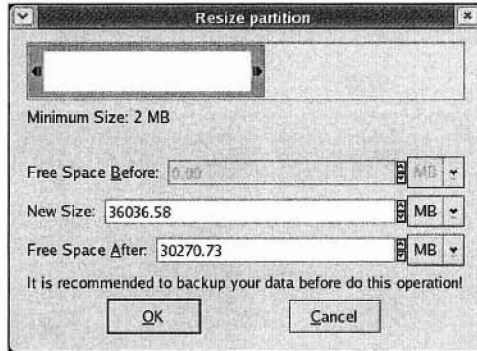 Resize partition
Minimum Size: 2 MB
Free Space Before: 0.00 MB
New Size: 36036.58 MB
Free Space After: 30270.73 MB
It is recommended to backup your data before do this operation!
OK Cancel